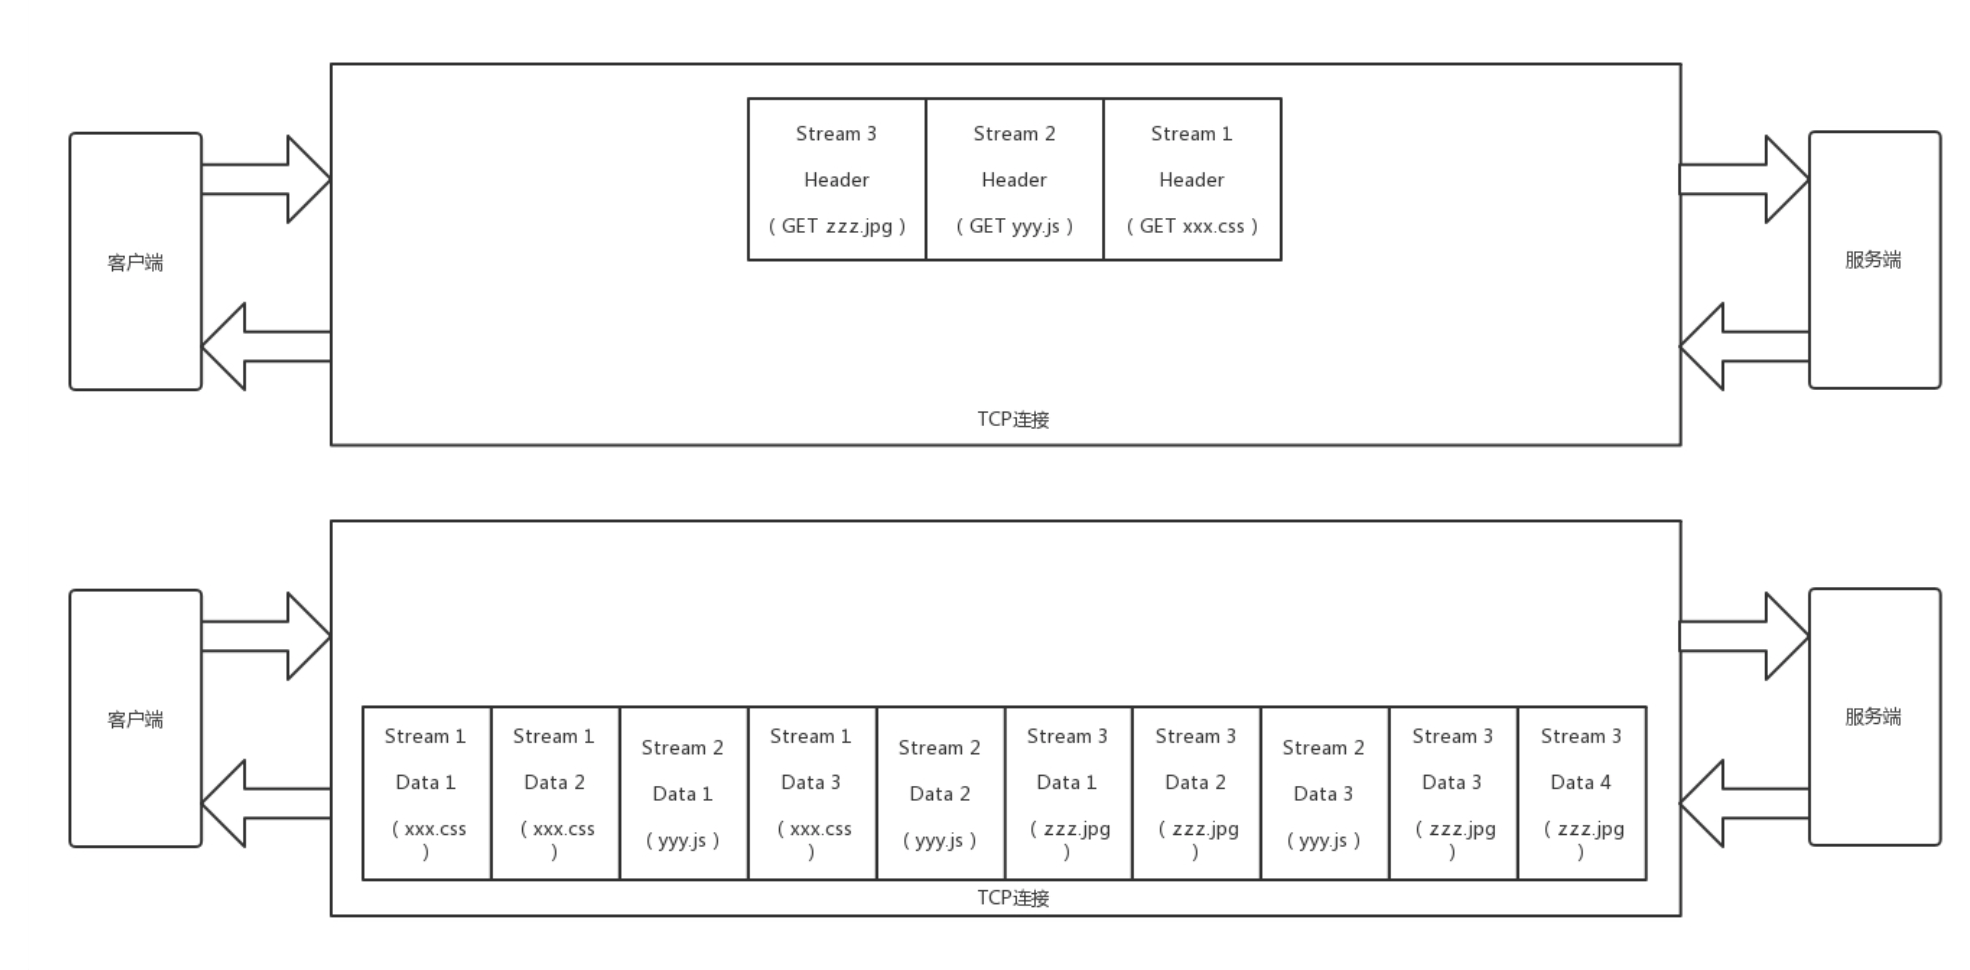 客户端
Stream 3
Header
( GET zzz.jpg )
Stream 2
Header
( GET yyy.js )
Stream 1
Header
( GET xxx.css )
服务端
TCP连接
客户端
Stream 1
Data 1
( xxx.css
)
Stream 1
Data 2
( xxx.css
)
Stream 2
Data 1
( yyy.js )
Stream 1
Data 3
( xxx.css
)
Stream 2
Data 2
( yyy.js )
Stream 3
Data 1
( zzz.jpg
)
Stream 3
Data 2
( zzz.jpg
)
Stream 2
Data 3
( yyy.js )
Stream 3
Data 3
( zzz.jpg
)
Stream 3
Data 4
( zzz.jpg
)
服务端
TCP连接